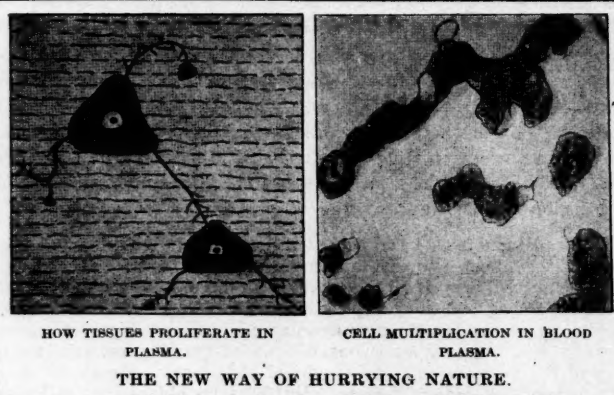 HOW TISSUES PROLIFERATE IN
PLASMA.
CELL MULTIPLICATION IN BLOOD
PLASMA.
THE NEW WAY OF HURRYING NATURE.